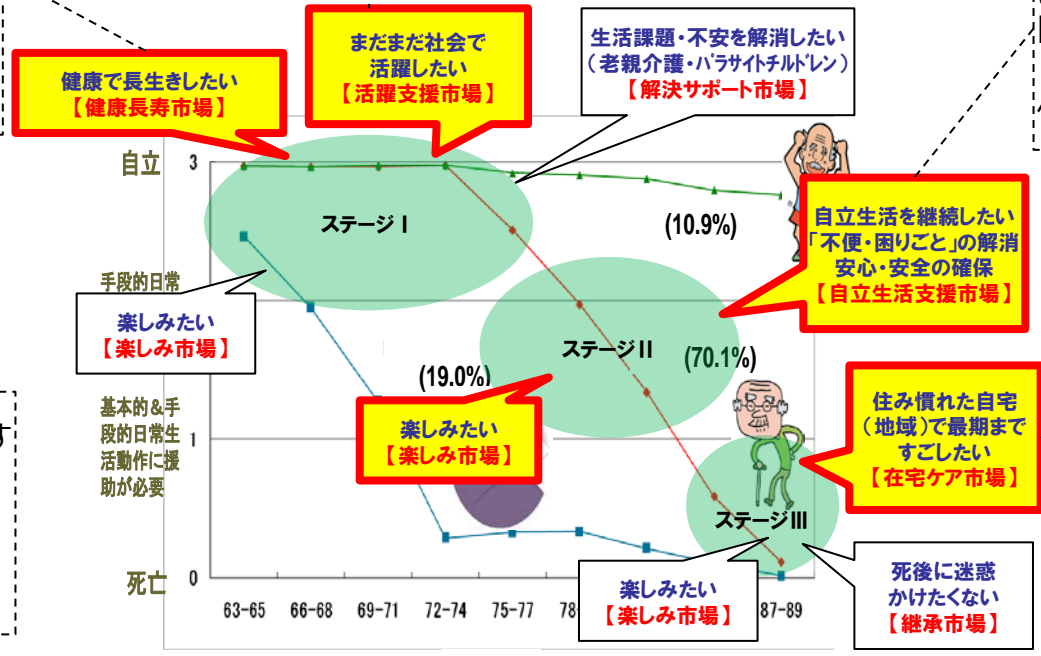 まだまだ社会で
活躍したい
【活躍支援市場】
生活課題・不安を解消したい
（老親介護・パラサイトチルドレン）
【解決サポート市場】
健康で長生きしたい
【健康長寿市場】
自立
3
ステージⅠ
(10.9%)
自立生活を継続したい
「不便・困りごと」の解消
安心・安全の確保
【自立生活支援市場】
手段的日常
楽しみたい
【楽しみ市場】
ステージⅡ
(70.1%)
(19.0%)
基本的&手
段的日常生
活動作に援
助が必要
1
楽しみたい
【楽しみ市場】
住み慣れた自宅
（地域）で最期まで
すごしたい
【在宅ケア市場】
す
ステージⅢ
死亡
0
63-65
66-68
69-71
72-74
75-77
78
87-89
楽しみたい
【楽しみ市場】
死後に迷惑
かけたくない
【継承市場】